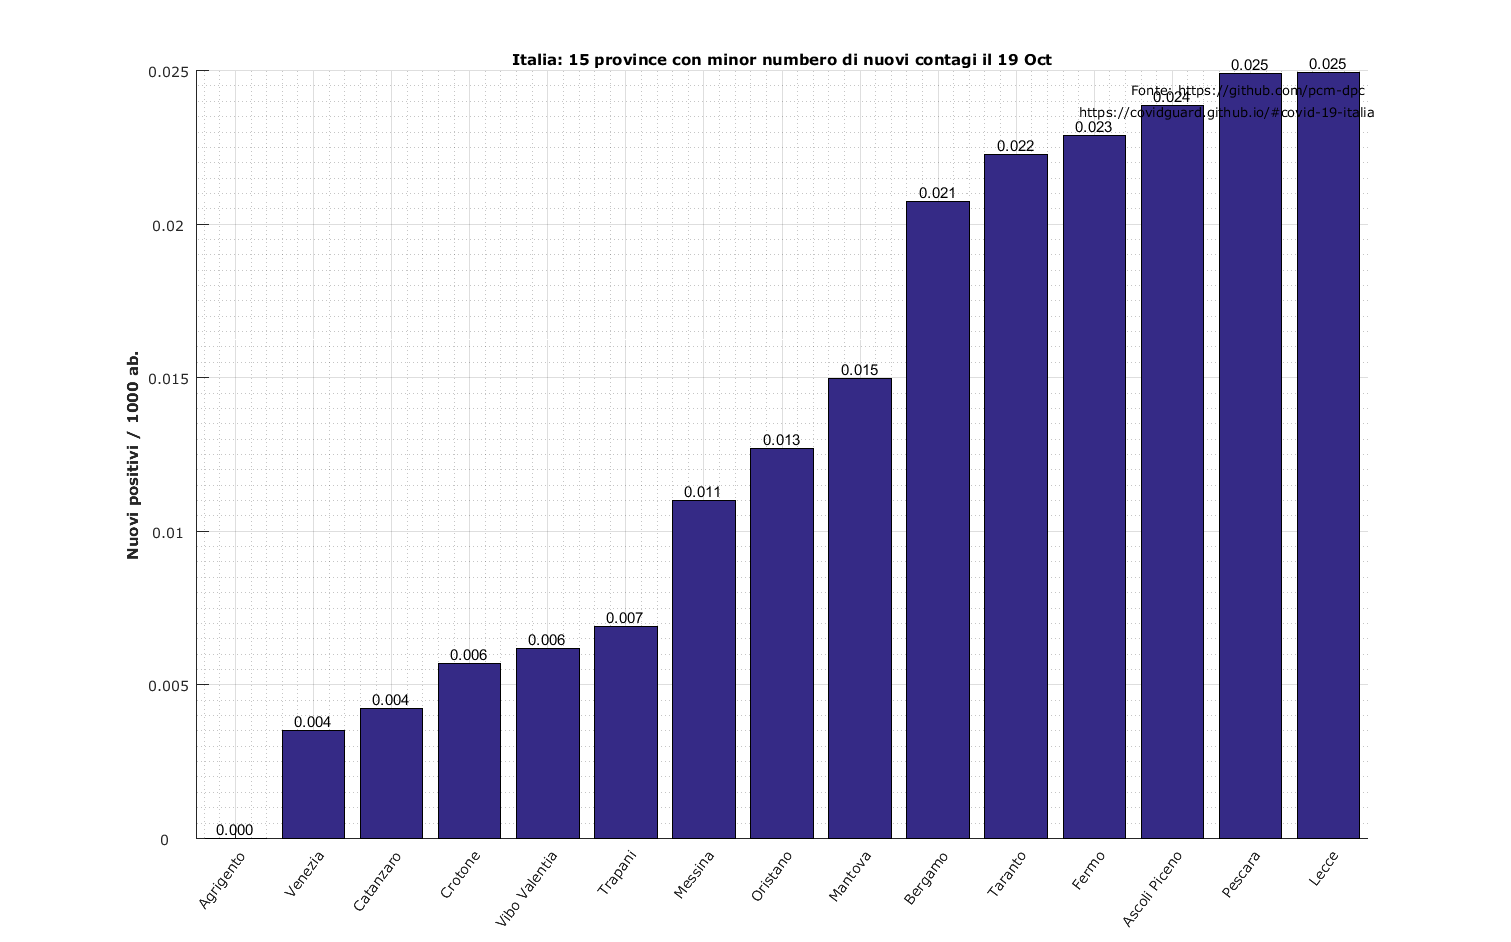 Italia: 15 province con minor numbero di nuovi contagi il 19 Oct
Fonte: https://github.com/pcm-dpc
https://covidguard.github.io/#covid-19-italia
Nuovi positivi / 1000 ab.
0.025
0.02
0.015
0.01
0.005
0
0.000
0.004
0.004
0.006
0.006
0.007
0.011
0.013
0.015
0.021
0.022
0.023
0.024
0.025
0.025
Agrigento
Venezia
Catanzaro
Crotone
Vibo Valentia
Trapani
Messina
Oristano
Mantova
Bergamo
Taranto
Fermo
Ascoli Piceno
Pescara
Lecce